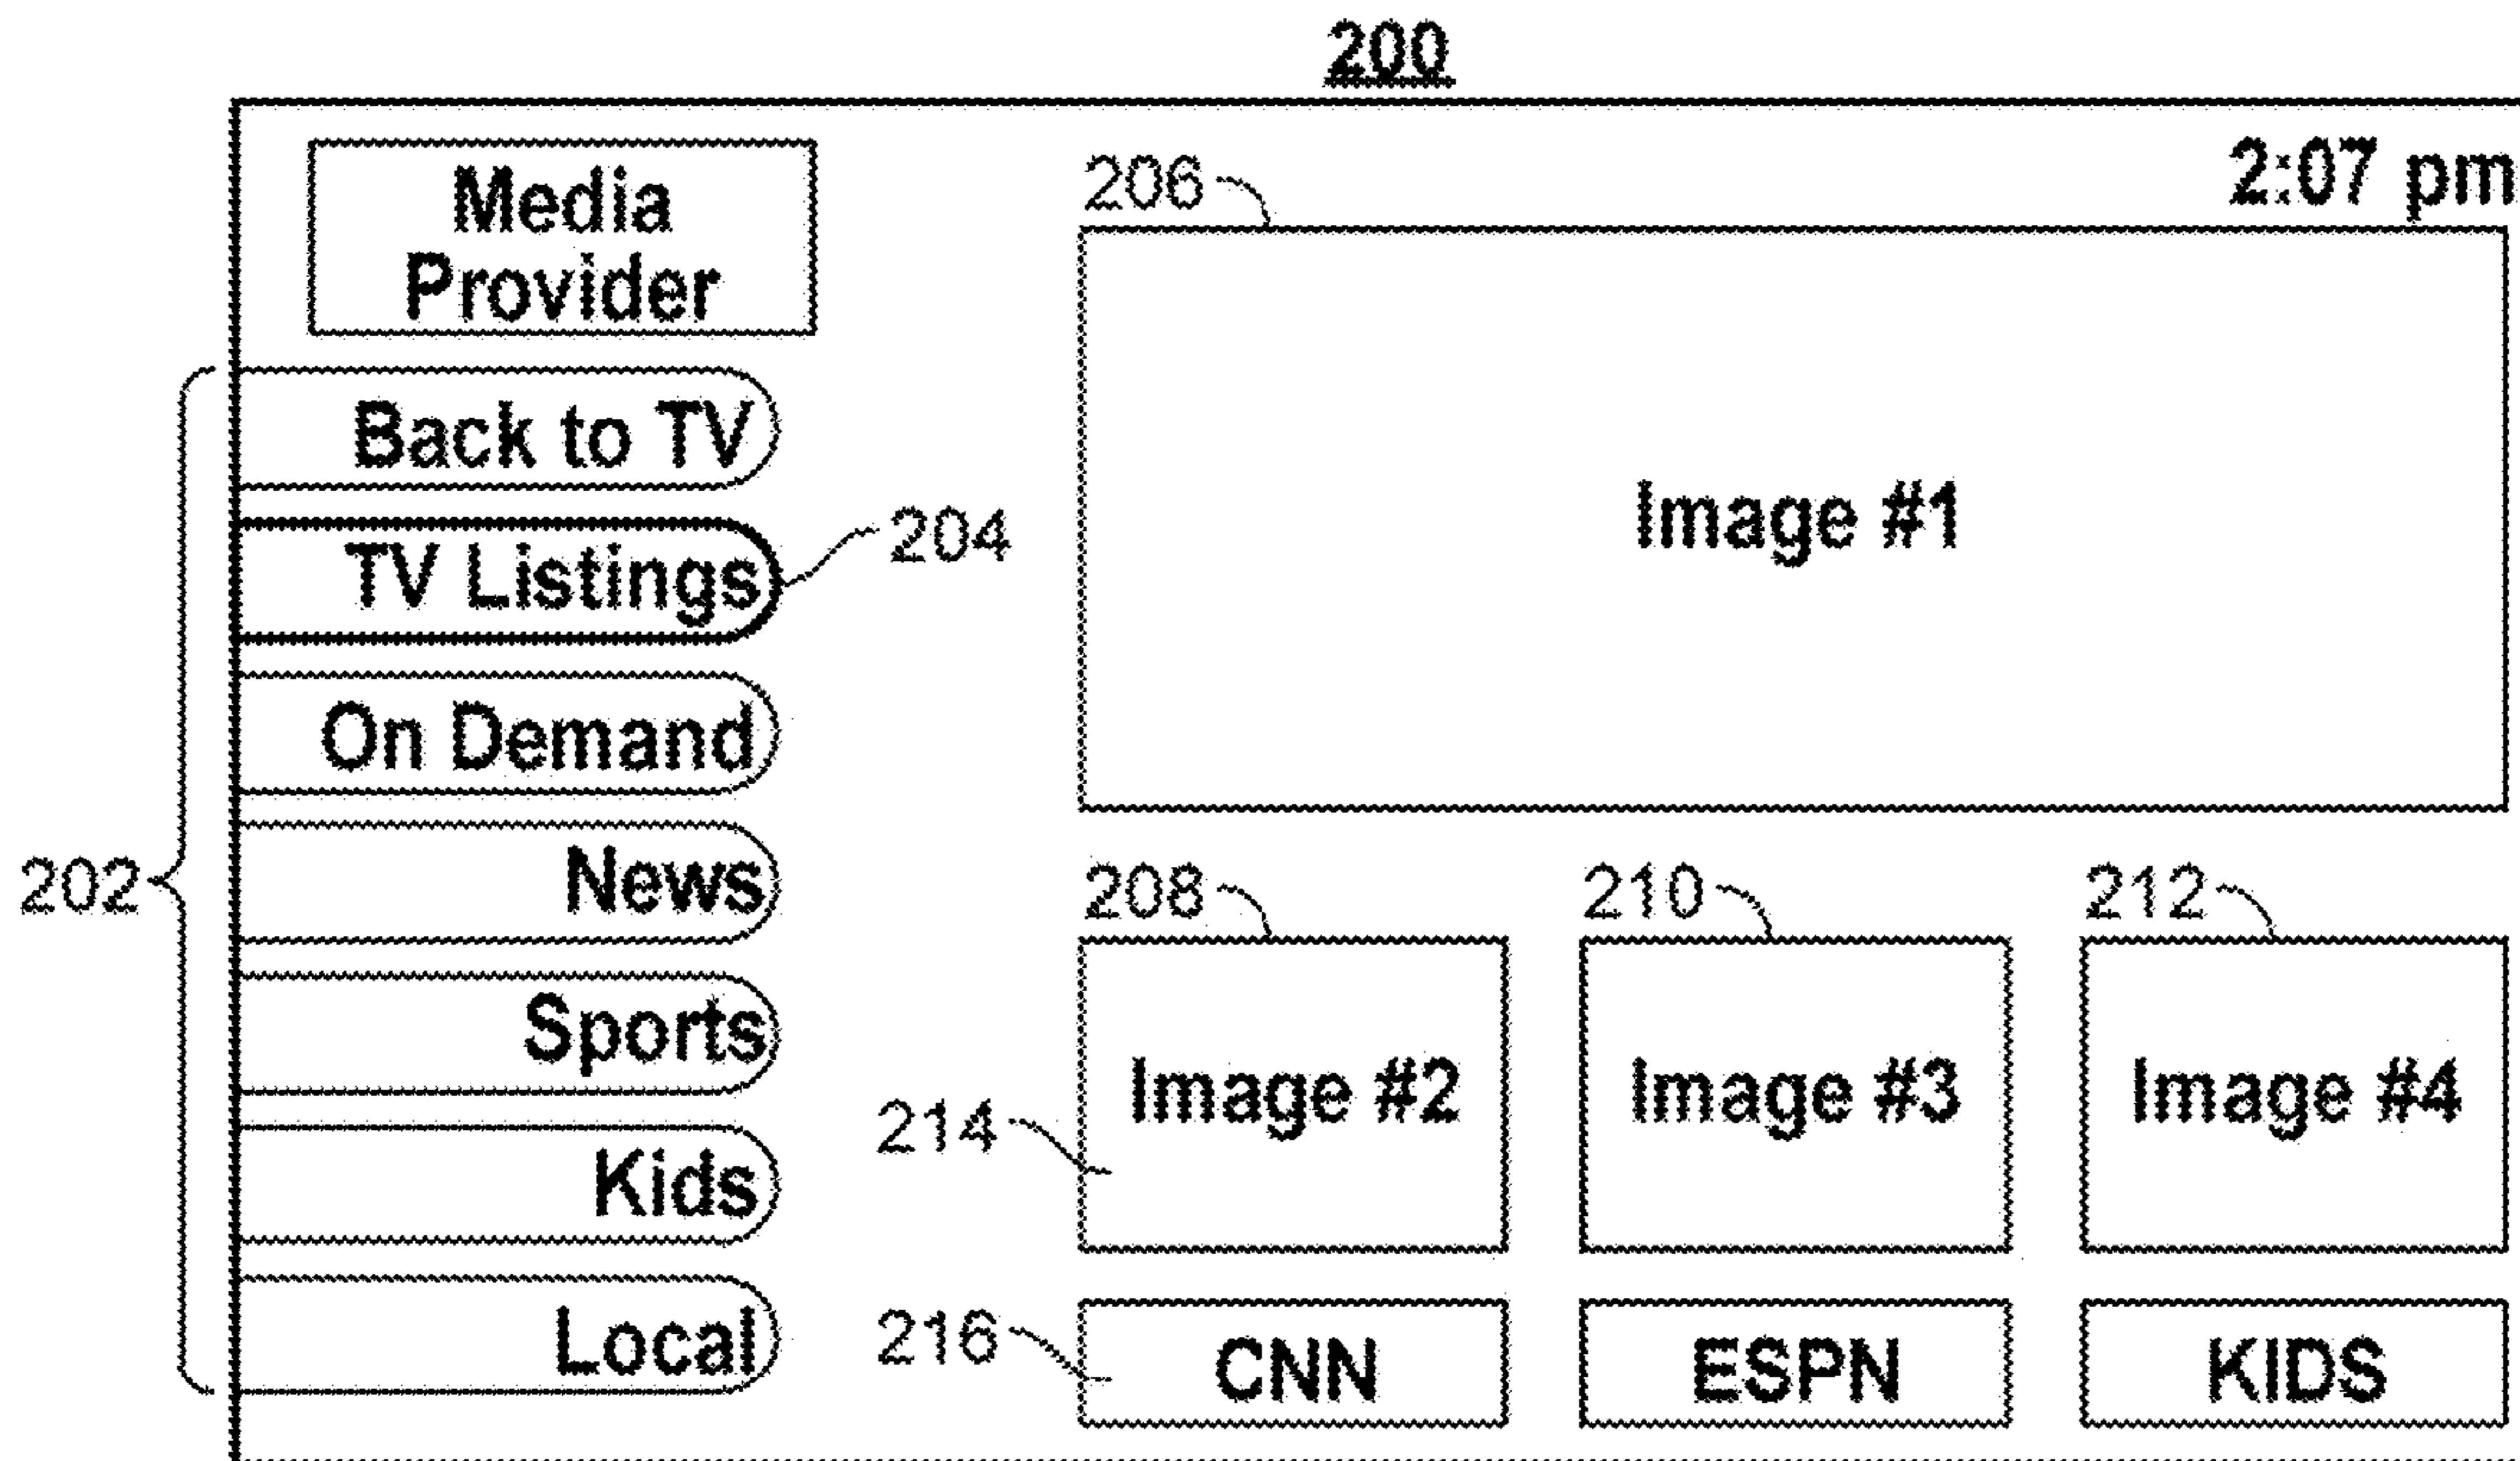 200
2:07 pm
Media
Provider
206
Back to TV
Image #1
TV Listings
204
On Demand
202
News
208
210
212
Sports
Image #2
Image #3
Image #4
214
Kids
Local
216
CNN
ESPN
KIDS